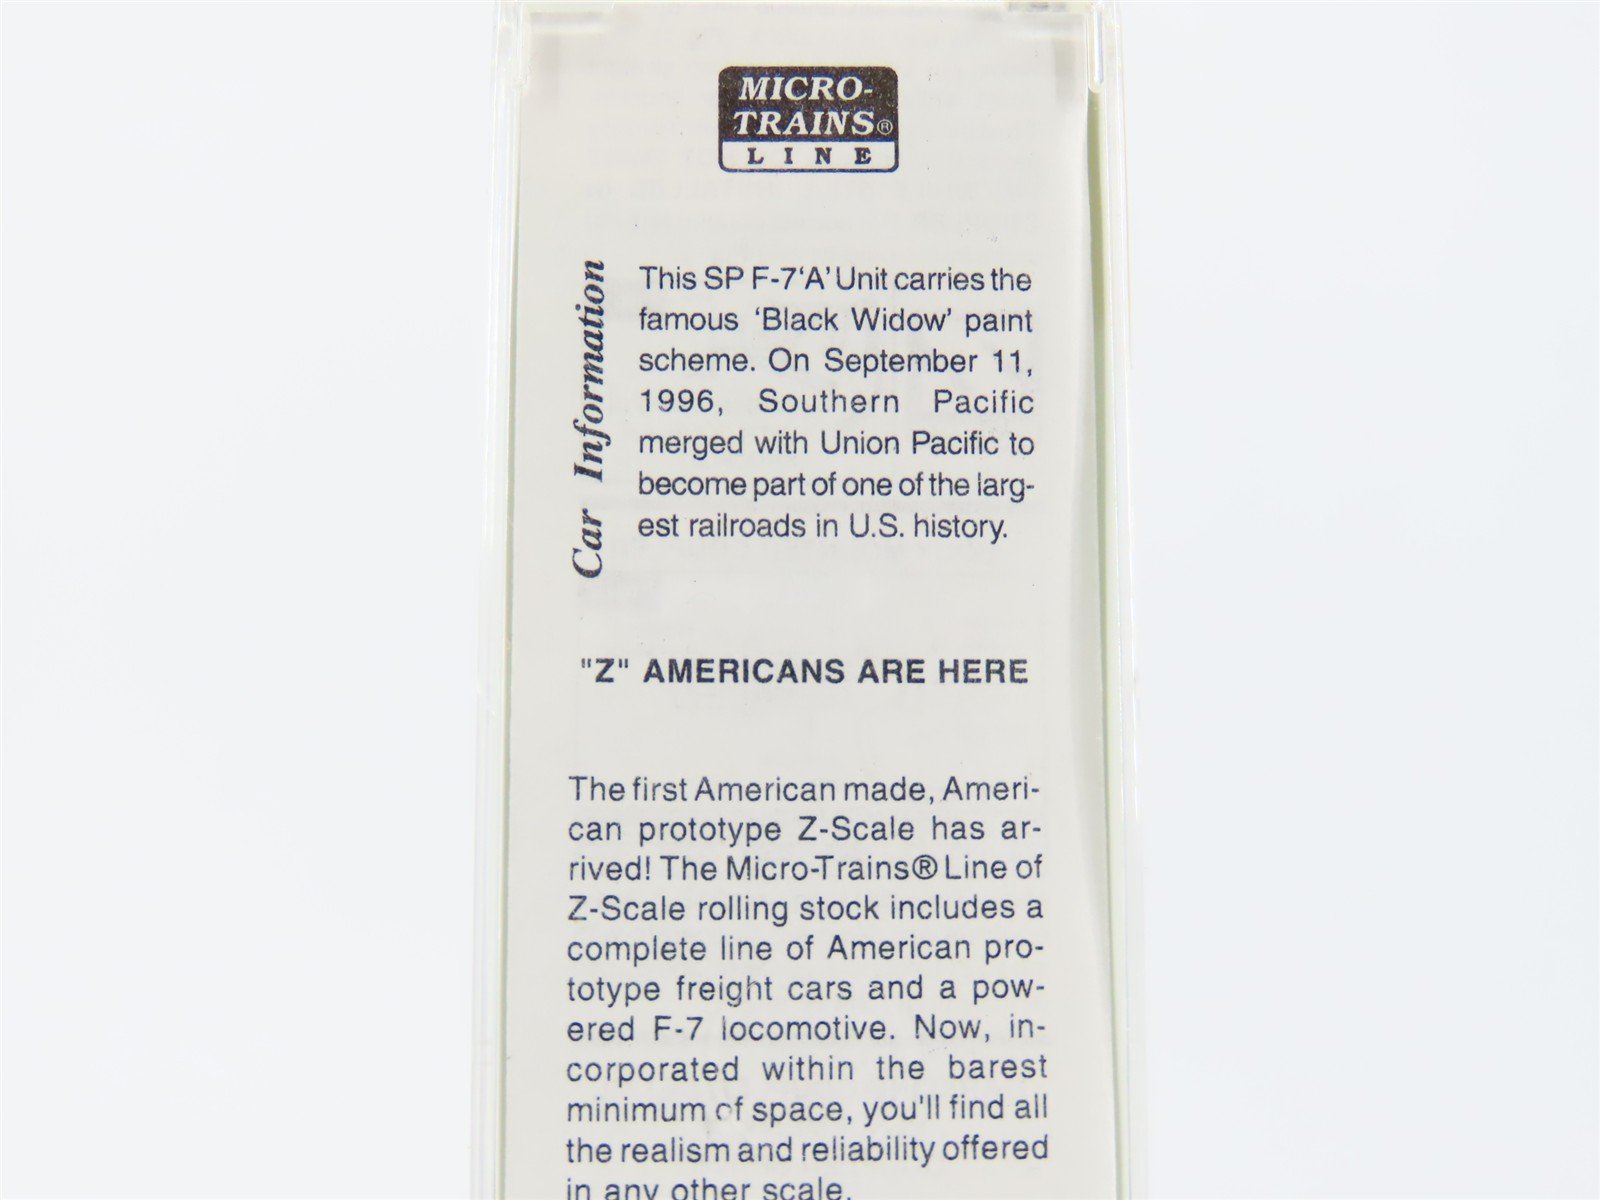 MICRO-
TRAINS®
LINE
Car Information
This SP F-7 'A' Unit carries the
famous 'Black Widow' paint
scheme. On September 11,
1996, Southern Pacific
merged with Union Pacific to
become part of one of the larg-
est railroads in U.S. history.
"Z" AMERICANS ARE HERE
The first American made, Ameri-
can prototype Z-Scale has ar-
rived! The Micro-Trains® Line of
Z-Scale rolling stock includes a
complete line of American pro-
totype freight cars and a pow-
ered F-7 locomotive. Now, in-
corporated within the barest
minimum of space, you'll find all
the realism and reliability offered
in any other scale.